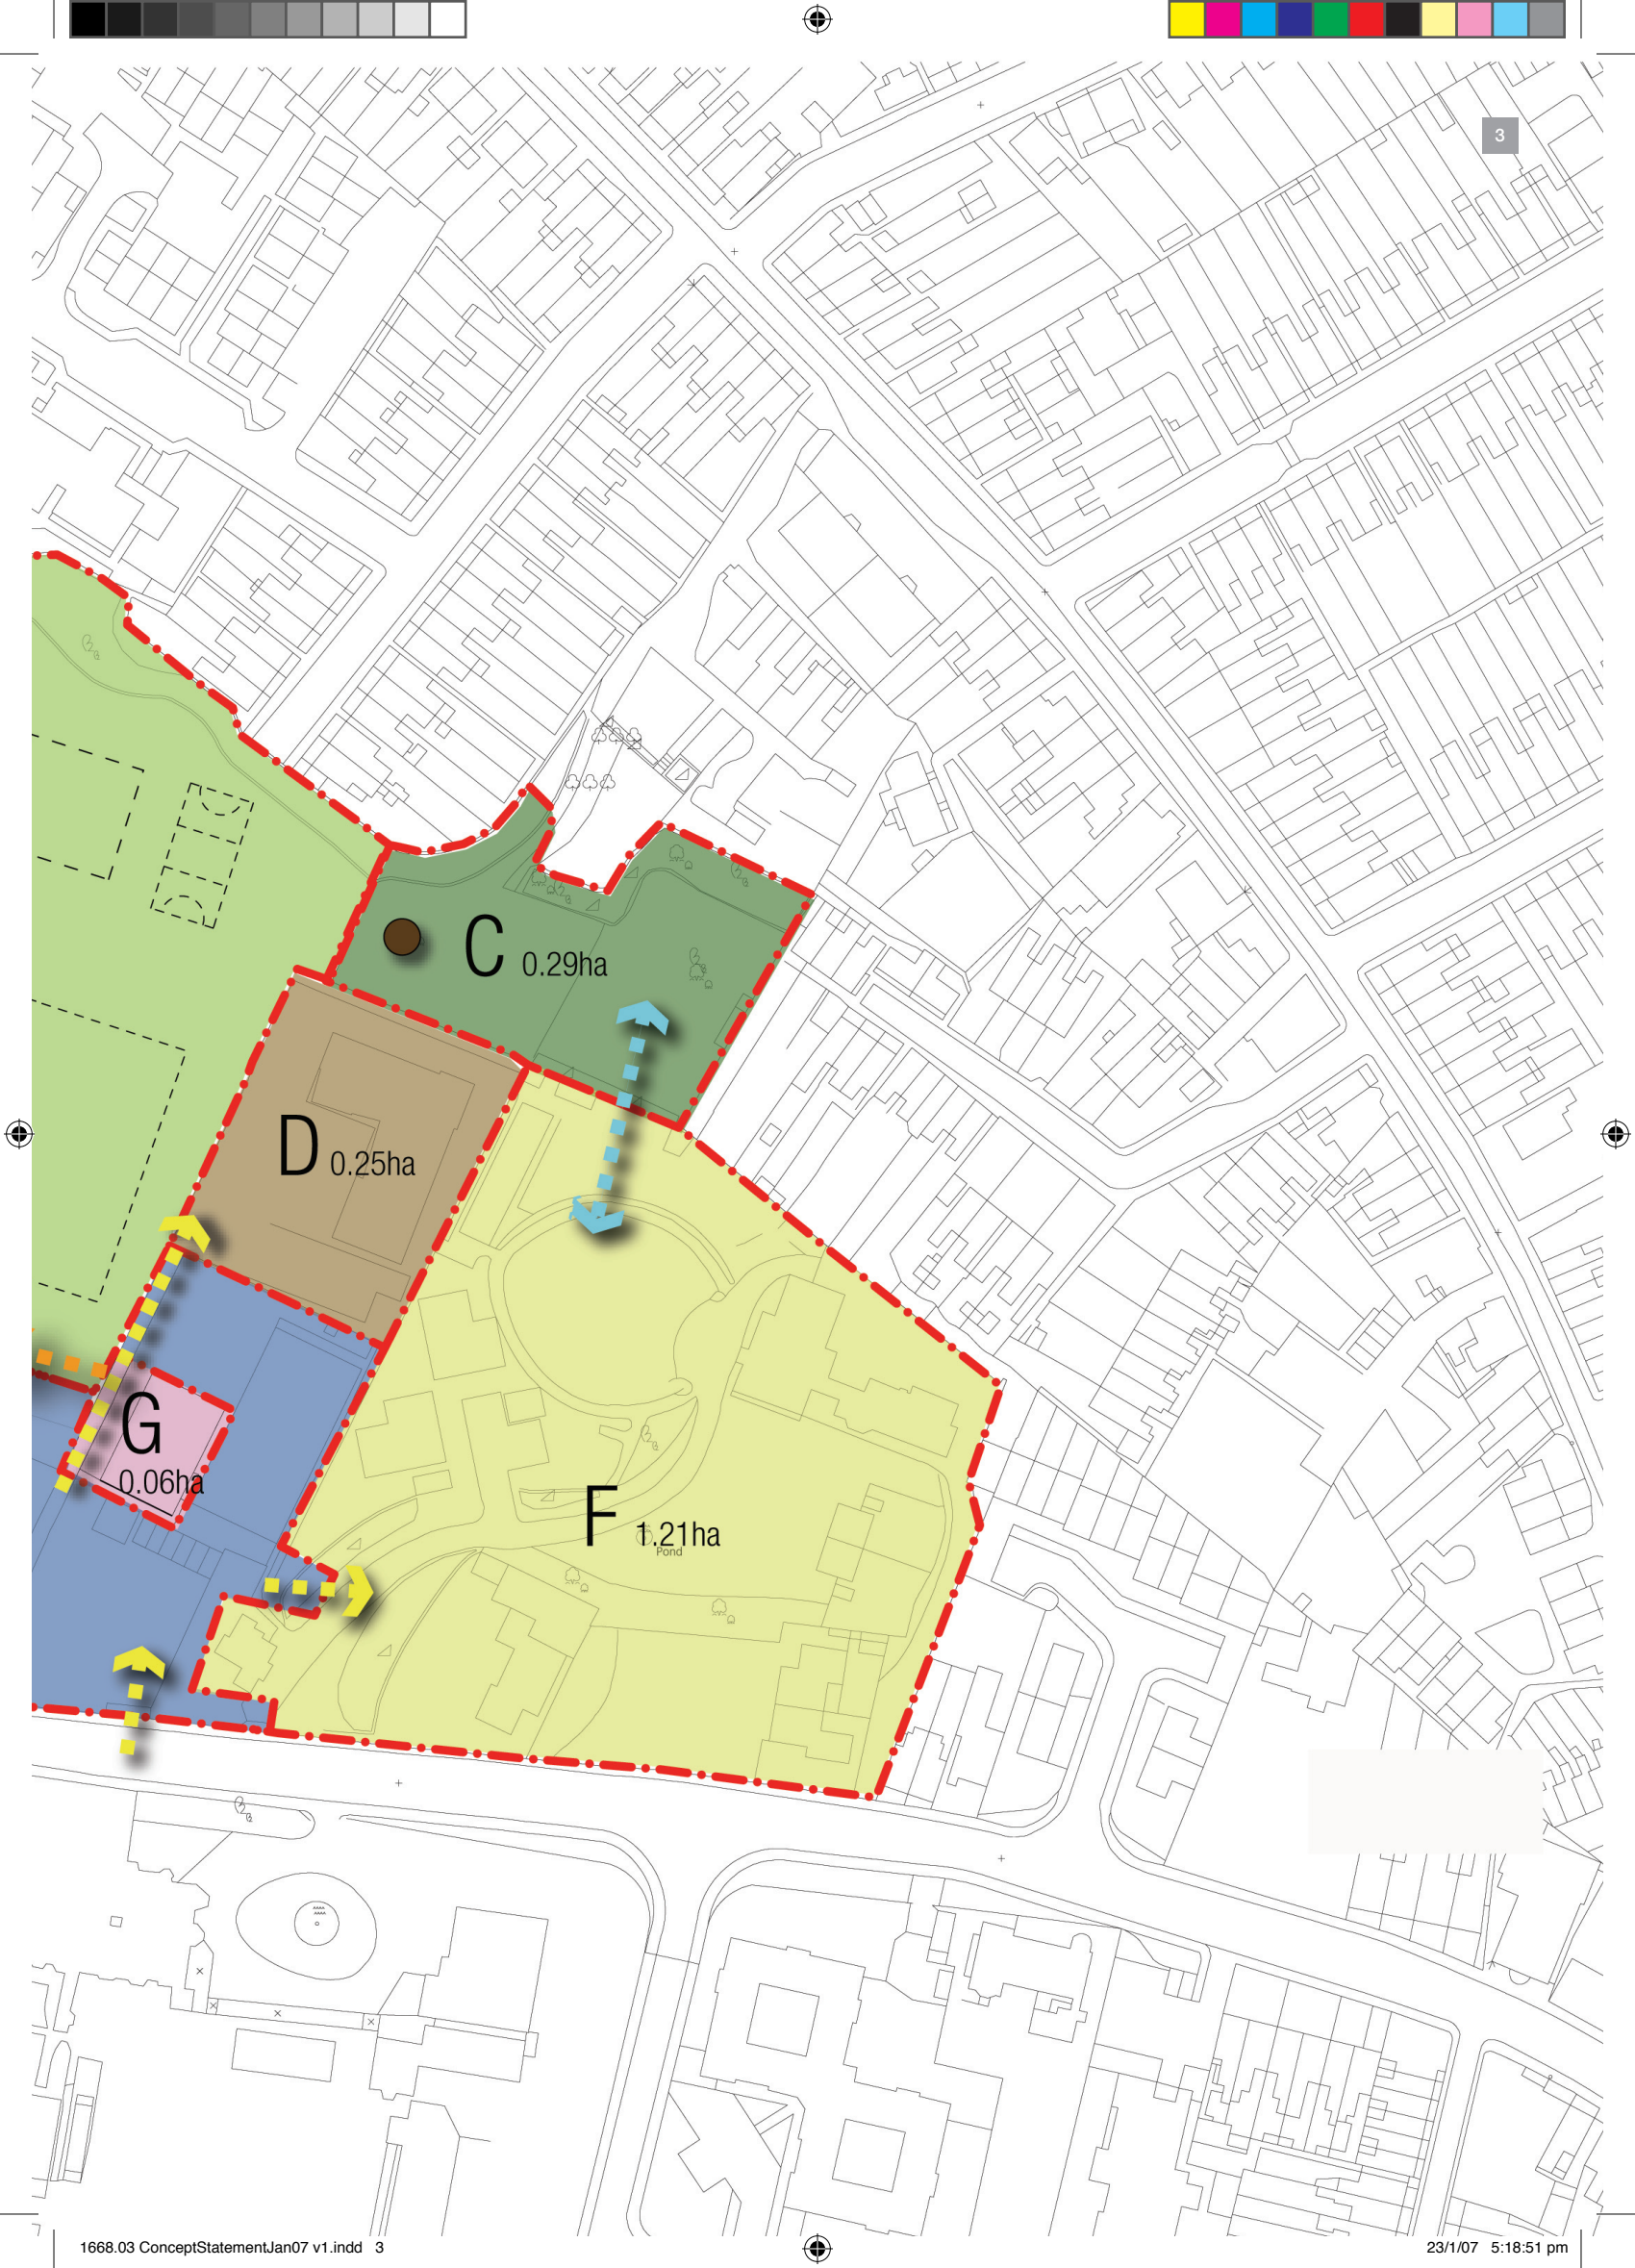 3
C 0.29ha
D 0.25ha
G
0.06ha
F 1.21ha
Pond
1668.03 ConceptStatementJan07 v1.indd 3
23/1/07 5:18:51 pm